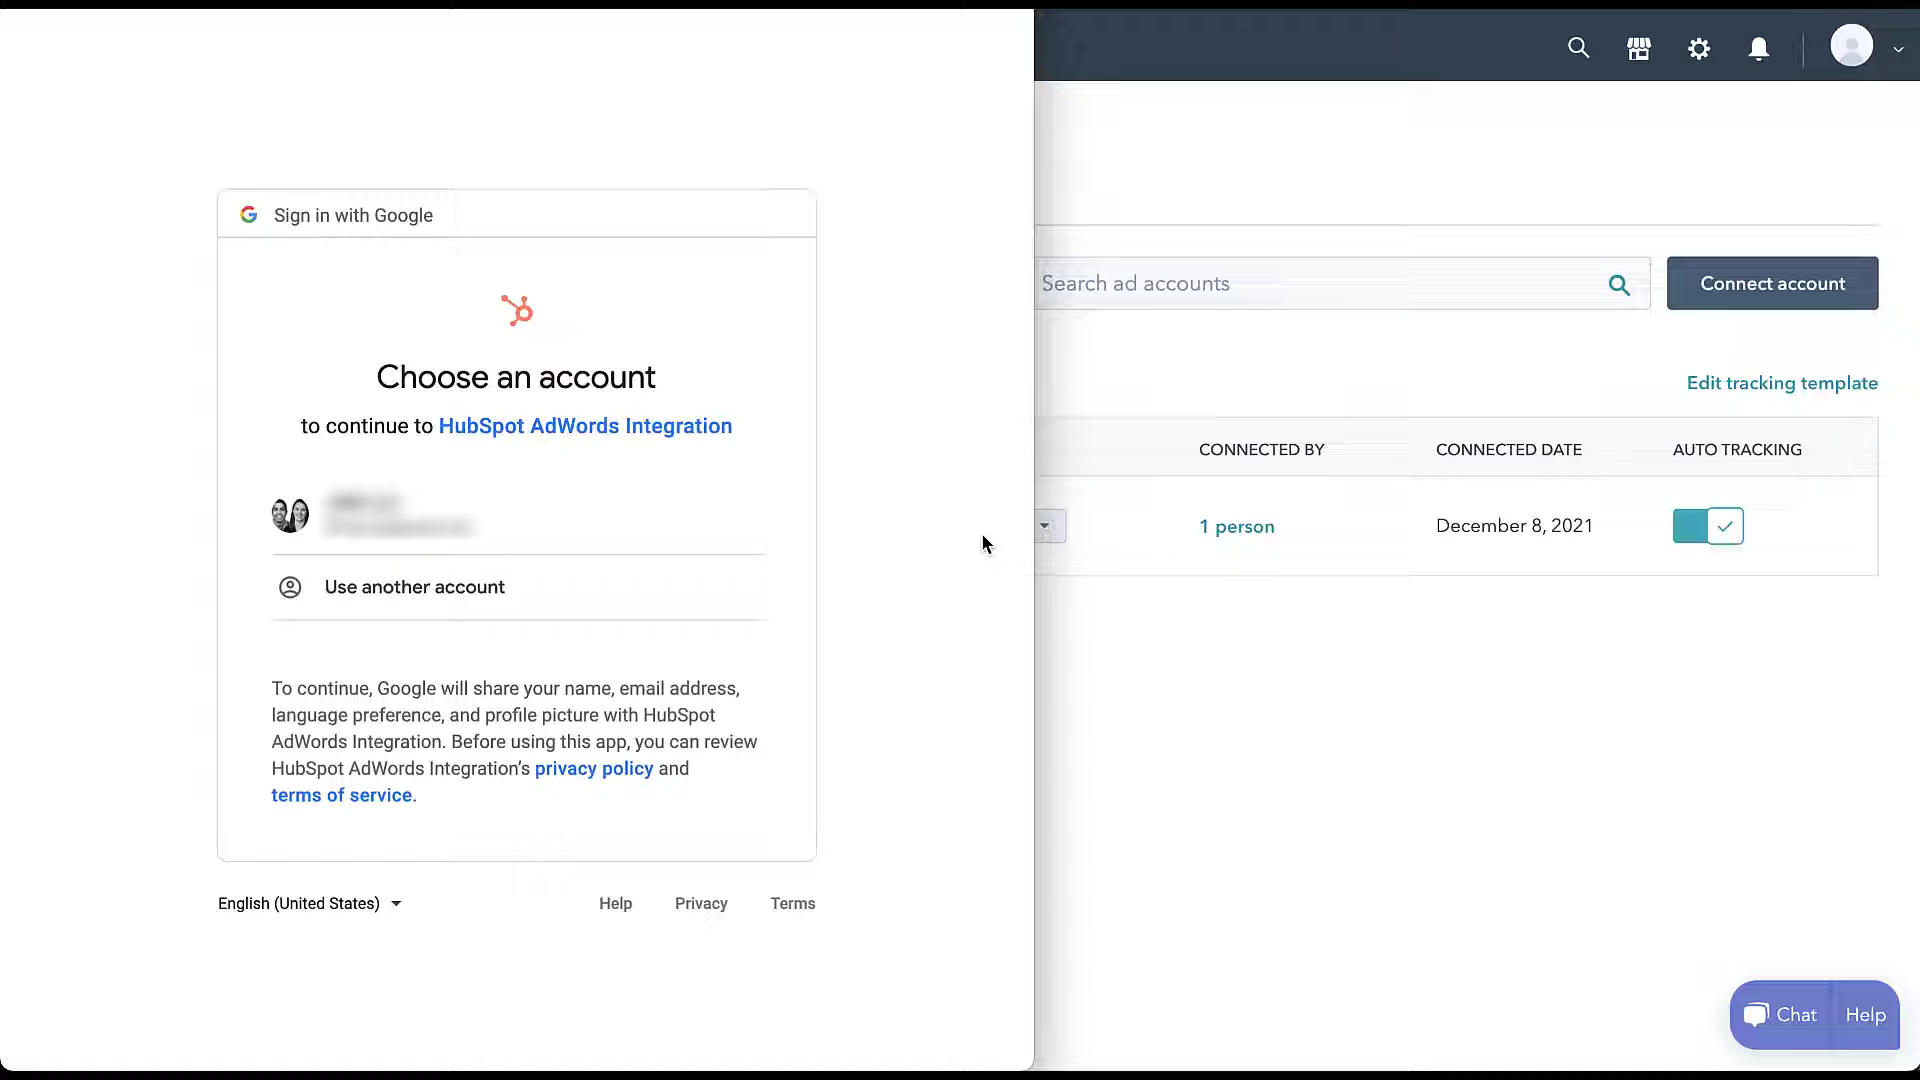 Sign in with Google
Choose an account
to continue to HubSpot AdWords Integration
Use another account
To continue, Google will share your name, email address,
language preference, and profile picture with HubSpot
AdWords Integration. Before using this app, you can review
HubSpot AdWords Integration’s privacy policy and
terms of service.
English (United States)
Help
Privacy
Terms
Search ad accounts
Connect account
Edit tracking template
CONNECTED BY
CONNECTED DATE
AUTO TRACKING
1 person
December 8, 2021
Chat
Help